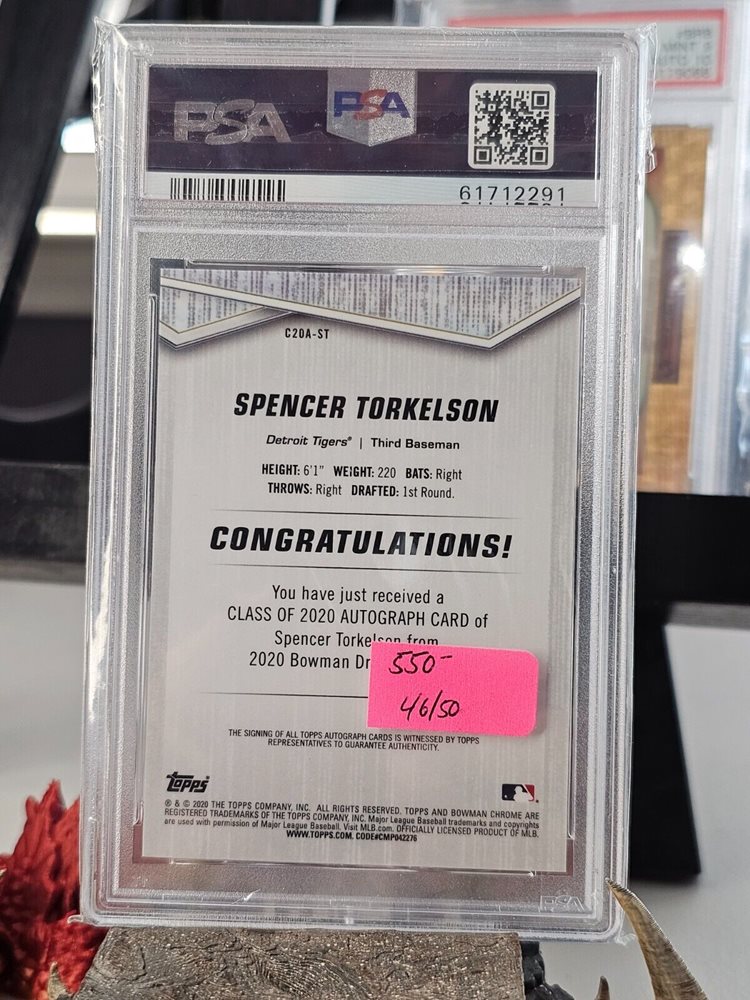 PSA
PSA
61712291
C20A-ST
SPENCER TORKELSON
Detroit Tigers® | Third Baseman
HEIGHT: 6'1" WEIGHT: 220 BATS: Right
THROWS: Right DRAFTED: 1st Round.
CONGRATULATIONS!
You have just received a
CLASS OF 2020 AUTOGRAPH CARD of
Spencer Torkelson from
2020 Bowman Dr
550-
46/50
THE SIGNING OF ALL TOPPS AUTOGRAPH CARDS IS WITNESSED BY TOPPS
REPRESENTATIVES TO GUARANTEE AUTHENTICITY.
topps®
® & © 2020 THE TOPPS COMPANY, INC. ALL RIGHTS RESERVED. TOPPS AND BOWMAN CHROME ARE
REGISTERED TRADEMARKS OF THE TOPPS COMPANY, INC. Major League Baseball trademarks and copyrights
are used with permission of Major League Baseball. Visit MLB.com. OFFICIALLY LICENSED PRODUCT OF MLB.
WWW.TOPPS.COM. CODE#CMP042276
PSA